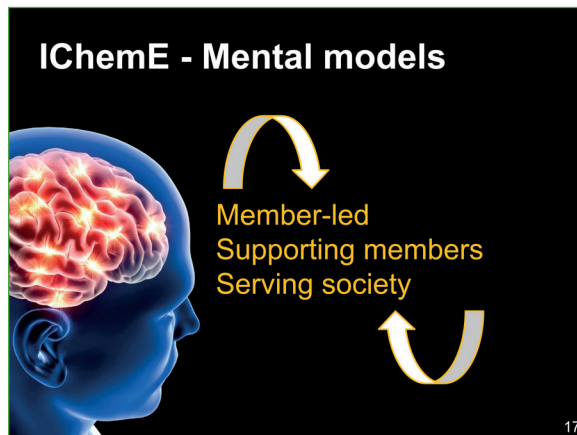 IChemE - Mental models
Member-led
Supporting members
Serving society
17